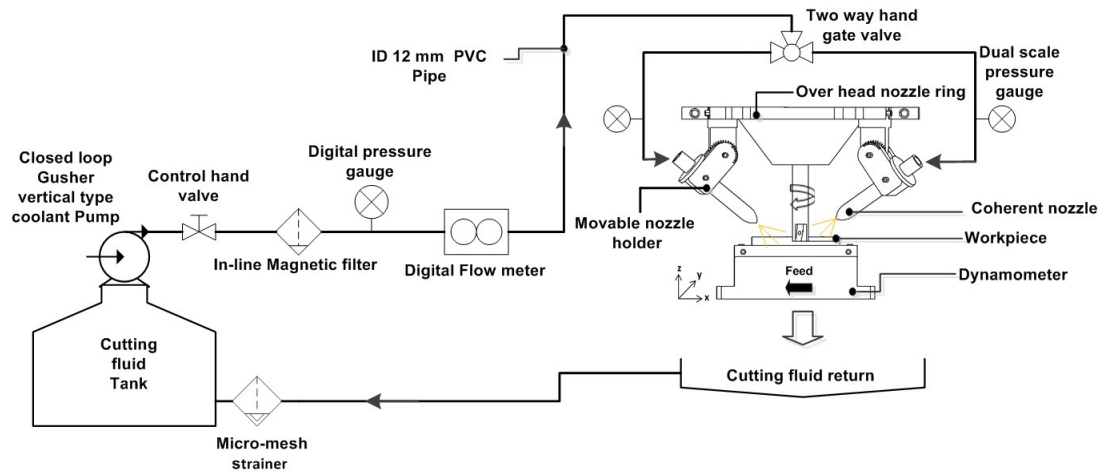 Two way hand
gate valve
ID 12 mm  PVC
Pipe
Dual scale
pressure
gauge
Over head nozzle ring
Closed loop
Gusher
vertical type
coolant Pump
Control hand
valve
Digital pressure
gauge
In-line Magnetic filter
Digital Flow meter
Movable nozzle
holder
Coherent nozzle
Workpiece
Dynamometer
z
y
x
Feed
Cutting
fluid
Tank
Cutting fluid return
Micro-mesh
strainer